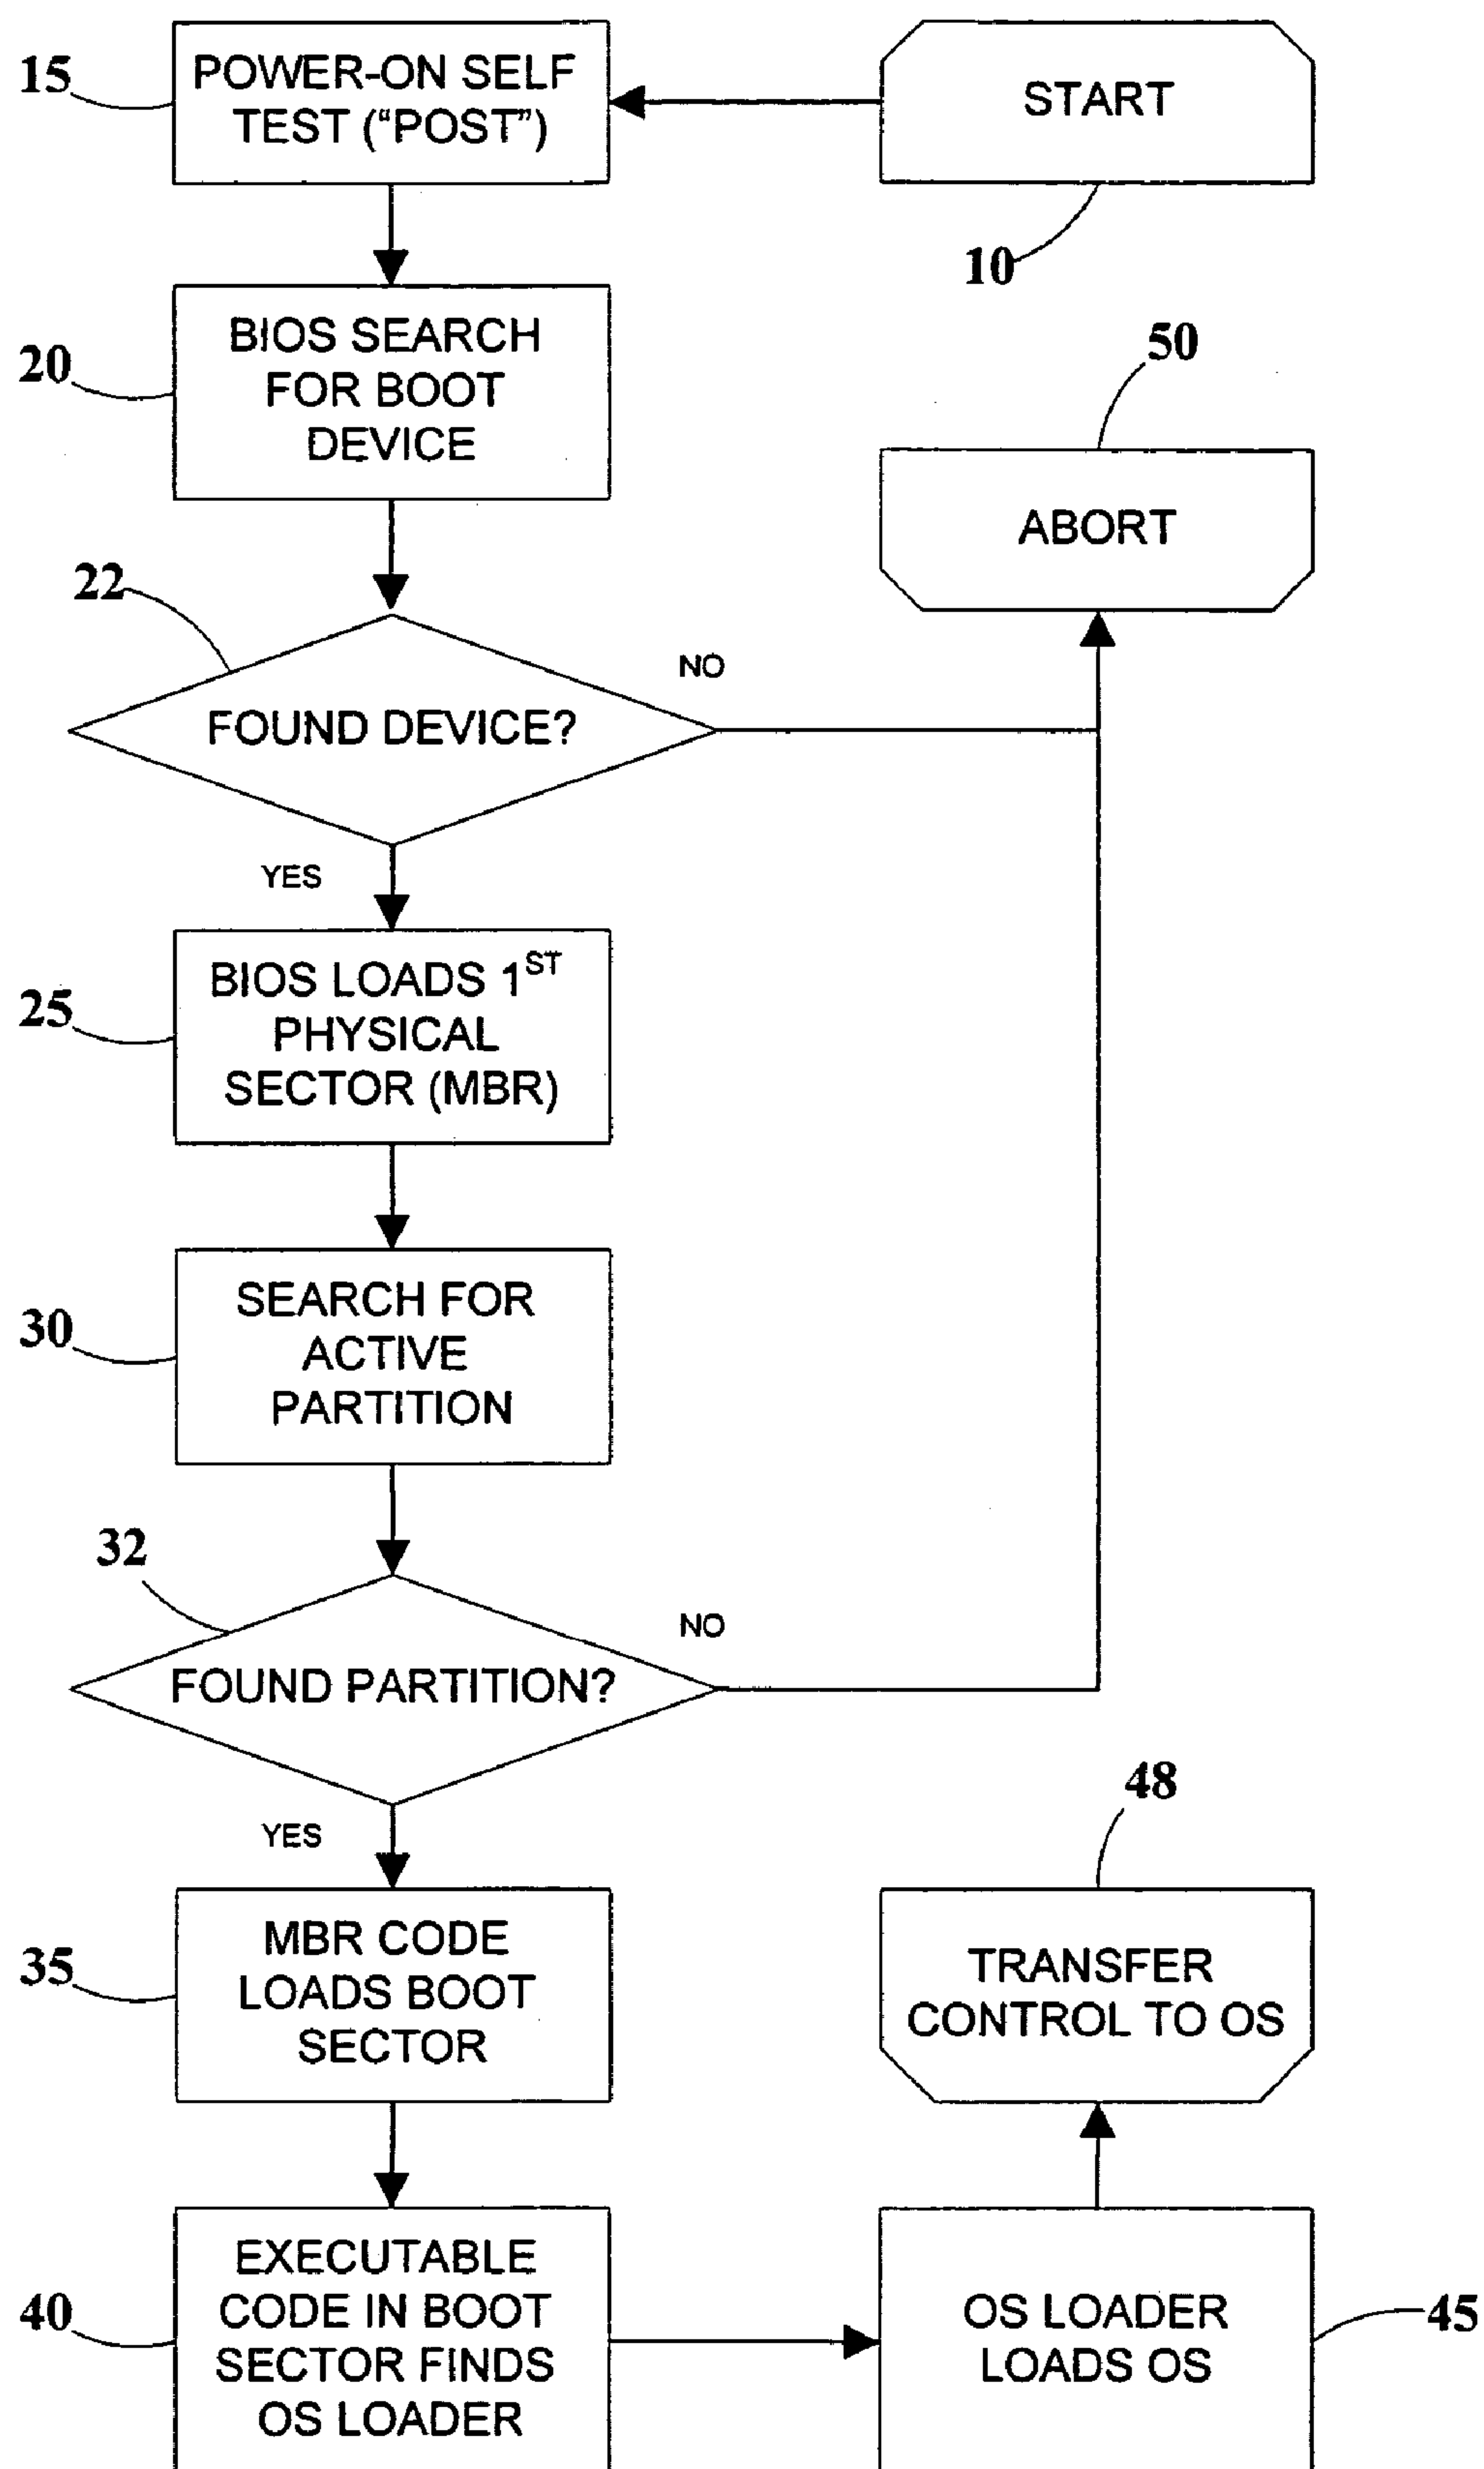 15
POWER-ON SELF
TEST ("POST")
START
10
20
BIOS SEARCH
FOR BOOT
DEVICE
50
ABORT
22
FOUND DEVICE?
NO
YES
25
BIOS LOADS 1ST
PHYSICAL
SECTOR (MBR)
30
SEARCH FOR
ACTIVE
PARTITION
32
FOUND PARTITION?
NO
YES
35
MBR CODE
LOADS BOOT
SECTOR
48
TRANSFER
CONTROL TO OS
40
EXECUTABLE
CODE IN BOOT
SECTOR FINDS
OS LOADER
OS LOADER
LOADS OS
45